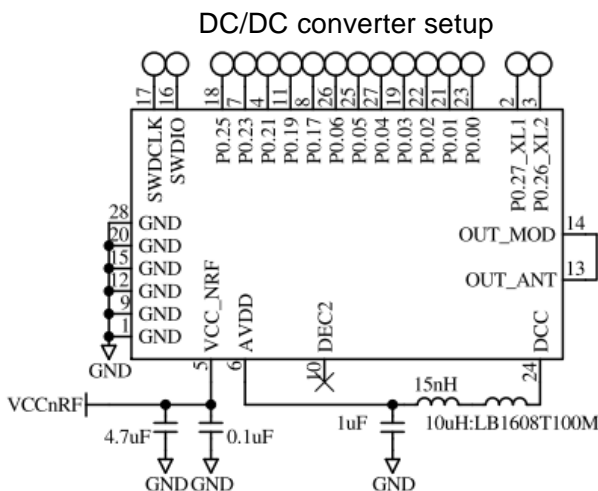 DC/DC converter setup
17 16 18 7 4 11 8 26 25 27 19 22 21 23 2 3
SWDCLK SWDIO P0.25 P0.23 P0.21 P0.19 P0.17 P0.06 P0.05 P0.04 P0.03 P0.02 P0.01 P0.00 P0.27_XL1 P0.26_XL2
28 GND
20 GND
15 GND
12 GND
9 GND
1 GND
OUT_MOD 14
OUT_ANT 13
VCC_NRF AVDD DEC2 DCC
GND
5 6 10 24
VCCnRF
15nH
4.7uF 0.1uF 1uF 10uH:LB1608T100M
GND GND GND